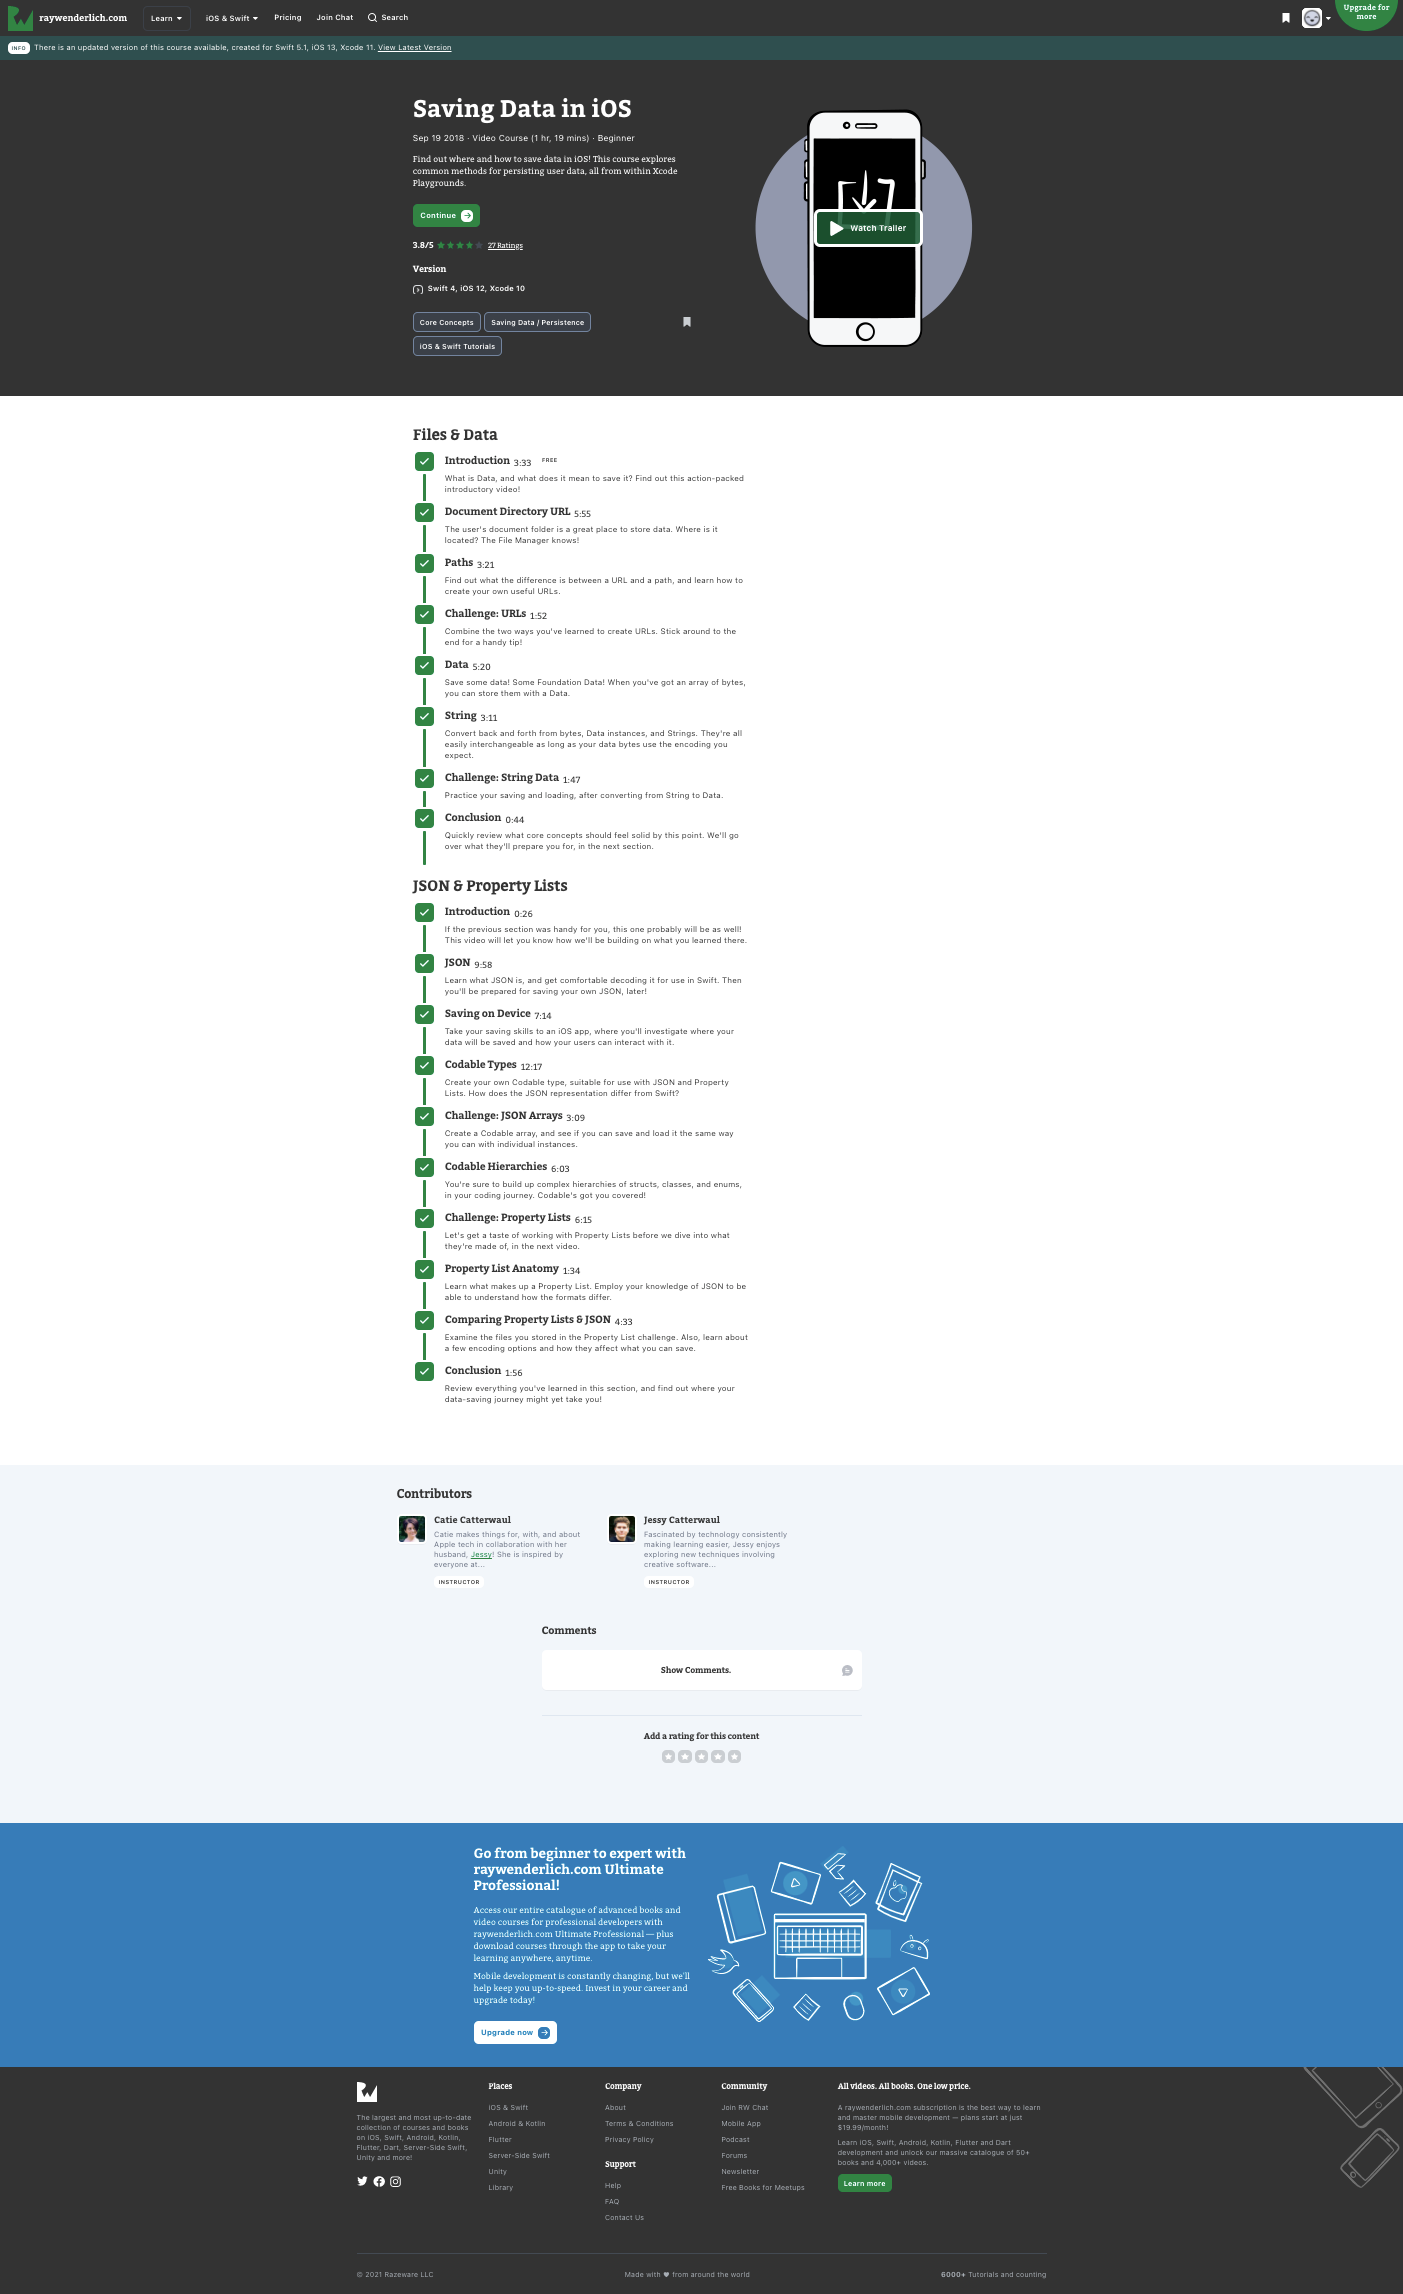 raywenderlich.com Learn iOS & Swift Pricing Join Chat Search
Upgrade for
more
INFO There is an updated version of this course available, created for Swift 5.1, iOS 13, Xcode 11. View Latest Version
Saving Data in iOS
Sep 19 2018 · Video Course (1 hr, 19 mins) · Beginner
Find out where and how to save data in iOS! This course explores
common methods for persisting user data, all from within Xcode
Playgrounds.
Continue
3.8/5 27 Ratings
Version
Swift 4, iOS 12, Xcode 10
Core Concepts Saving Data / Persistence
iOS & Swift Tutorials
Watch Trailer
Files & Data
Introduction 3:33 FREE
What is Data, and what does it mean to save it? Find out this action-packed
introductory video!
Document Directory URL 5:55
The user's document folder is a great place to store data. Where is it
located? The File Manager knows!
Paths 3:21
Find out what the difference is between a URL and a path, and learn how to
create your own useful URLs.
Challenge: URLs 1:52
Combine the two ways you've learned to create URLs. Stick around to the
end for a handy tip!
Data 5:20
Save some data! Some Foundation Data! When you've got an array of bytes,
you can store them with a Data.
String 3:11
Convert back and forth from bytes, Data instances, and Strings. They're all
easily interchangeable as long as your data bytes use the encoding you
expect.
Challenge: String Data 1:47
Practice your saving and loading, after converting from String to Data.
Conclusion 0:44
Quickly review what core concepts should feel solid by this point. We'll go
over what they'll prepare you for, in the next section.
JSON & Property Lists
Introduction 0:26
If the previous section was handy for you, this one probably will be as well!
This video will let you know how we'll be building on what you learned there.
JSON 9:58
Learn what JSON is, and get comfortable decoding it for use in Swift. Then
you'll be prepared for saving your own JSON, later!
Saving on Device 7:14
Take your saving skills to an iOS app, where you'll investigate where your
data will be saved and how your users can interact with it.
Codable Types 12:17
Create your own Codable type, suitable for use with JSON and Property
Lists. How does the JSON representation differ from Swift?
Challenge: JSON Arrays 3:09
Create a Codable array, and see if you can save and load it the same way
you can with individual instances.
Codable Hierarchies 6:03
You're sure to build up complex hierarchies of structs, classes, and enums,
in your coding journey. Codable's got you covered!
Challenge: Property Lists 6:15
Let's get a taste of working with Property Lists before we dive into what
they're made of, in the next video.
Property List Anatomy 1:34
Learn what makes up a Property List. Employ your knowledge of JSON to be
able to understand how the formats differ.
Comparing Property Lists & JSON 4:33
Examine the files you stored in the Property List challenge. Also, learn about
a few encoding options and how they affect what you can save.
Conclusion 1:56
Review everything you've learned in this section, and find out where your
data-saving journey might yet take you!
Contributors
Catie Catterwaul
Catie makes things for, with, and about
Apple tech in collaboration with her
husband, Jessy! She is inspired by
everyone at...
INSTRUCTOR
Jessy Catterwaul
Fascinated by technology consistently
making learning easier, Jessy enjoys
exploring new techniques involving
creative software...
INSTRUCTOR
Comments
Show Comments.
Add a rating for this content
Go from beginner to expert with
raywenderlich.com Ultimate
Professional!
Access our entire catalogue of advanced books and
video courses for professional developers with
raywenderlich.com Ultimate Professional — plus
download courses through the app to take your
learning anywhere, anytime.
Mobile development is constantly changing, but we'll
help keep you up-to-speed. Invest in your career and
upgrade today!
Upgrade now
The largest and most up-to-date
collection of courses and books
on iOS, Swift, Android, Kotlin,
Flutter, Dart, Server-Side Swift,
Unity and more!
Places
iOS & Swift
Android & Kotlin
Flutter
Server-Side Swift
Unity
Library
Company
About
Terms & Conditions
Privacy Policy
Support
Help
FAQ
Contact Us
Community
Join RW Chat
Mobile App
Podcast
Forums
Newsletter
Free Books for Meetups
All videos. All books. One low price.
A raywenderlich.com subscription is the best way to learn
and master mobile development — plans start at just
$19.99/month!
Learn iOS, Swift, Android, Kotlin, Flutter and Dart
development and unlock our massive catalogue of 50+
books and 4,000+ videos.
Learn more
© 2021 Razeware LLC
Made with ♥ from around the world
6000+ Tutorials and counting